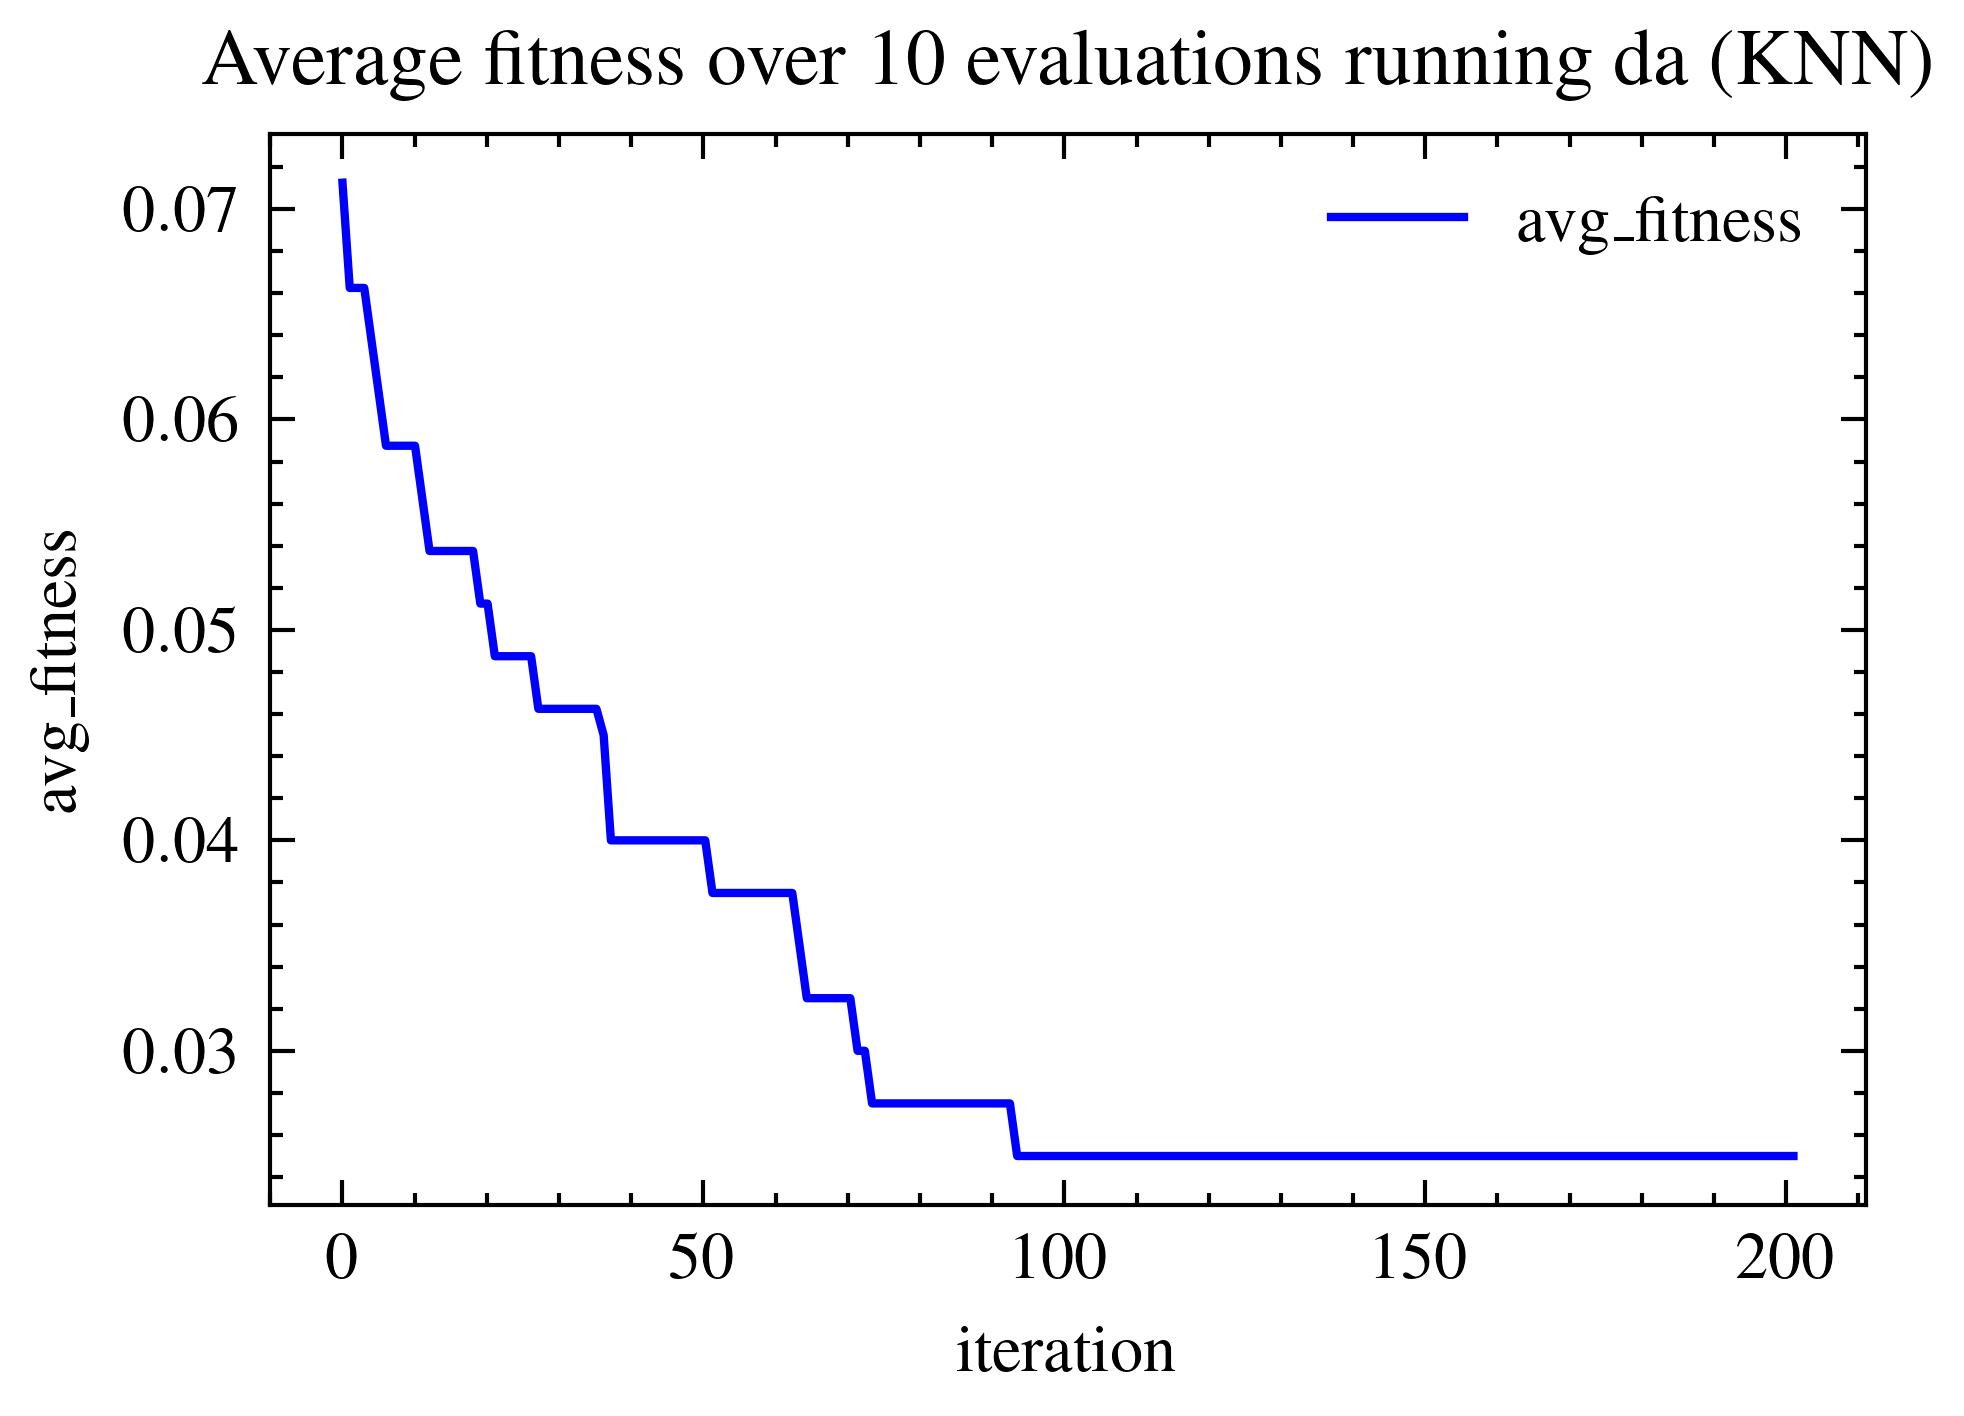 Average fitness over 10 evaluations running da (KNN)
avg_fitness
0.07
0.06
0.05
0.04
0.03
avg_fitness
0 50 100 150 200
iteration